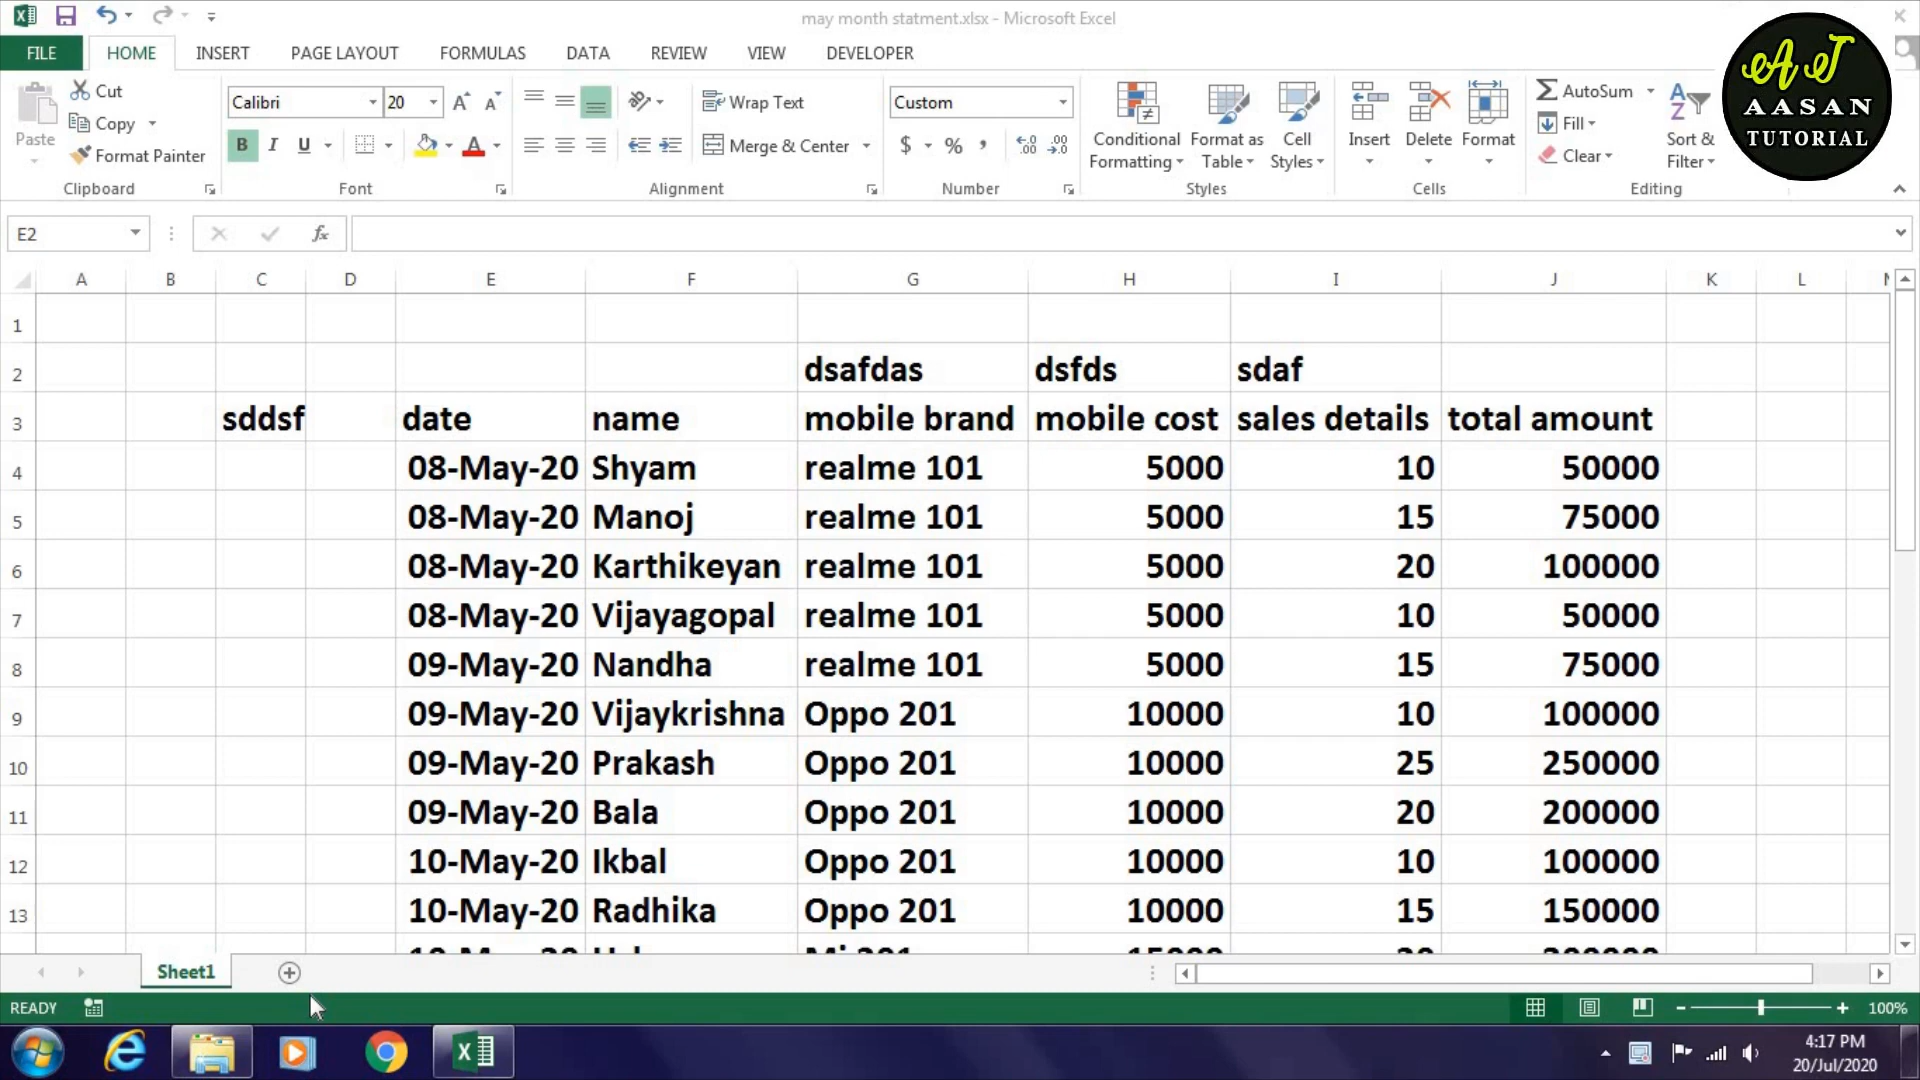 may month statment.xlsx - Microsoft Excel
FILE HOME INSERT PAGE LAYOUT FORMULAS DATA REVIEW VIEW DEVELOPER
AJ
AASAN
TUTORIAL
Paste
Cut
Copy
Format Painter
Clipboard
Calibri 20
B I U
Font
Wrap Text
Merge & Center
Alignment
Custom
$ % ,
Number
Conditional Formatting
Format as Table
Cell Styles
Styles
Insert Delete Format
Cells
AutoSum
Fill
Clear
Sort & Filter
Editing
E2 fx
A B C D E F G H I J K L
1
2 dsafdas dsfds sdaf
3 sddsf date name mobile brand mobile cost sales details total amount
4 08-May-20 Shyam realme 101 5000 10 50000
5 08-May-20 Manoj realme 101 5000 15 75000
6 08-May-20 Karthikeyan realme 101 5000 20 100000
7 08-May-20 Vijayagopal realme 101 5000 10 50000
8 09-May-20 Nandha realme 101 5000 15 75000
9 09-May-20 Vijaykrishna Oppo 201 10000 10 100000
10 09-May-20 Prakash Oppo 201 10000 25 250000
11 09-May-20 Bala Oppo 201 10000 20 200000
12 10-May-20 Ikbal Oppo 201 10000 10 100000
13 10-May-20 Radhika Oppo 201 10000 15 150000
Sheet1
READY 100%
4:17 PM
20/Jul/2020